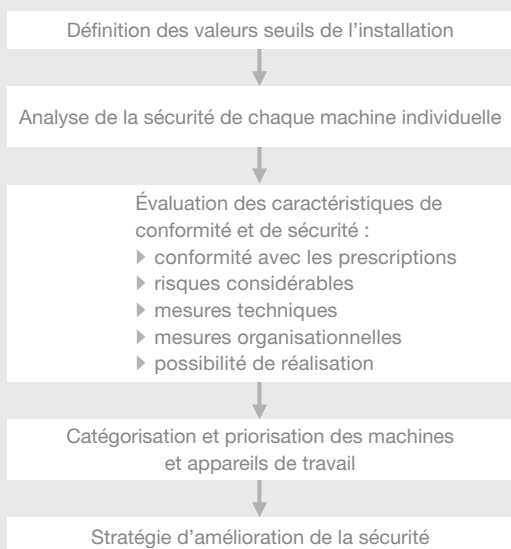 Définition des valeurs seuils de l’installation
Analyse de la sécurité de chaque machine individuelle
Évaluation des caractéristiques de
conformité et de sécurité :
conformité avec les prescriptions
risques considérables
mesures techniques
mesures organisationnelles
possibilité de réalisation
Catégorisation et priorisation des machines
et appareils de travail
Stratégie d’amélioration de la sécurité